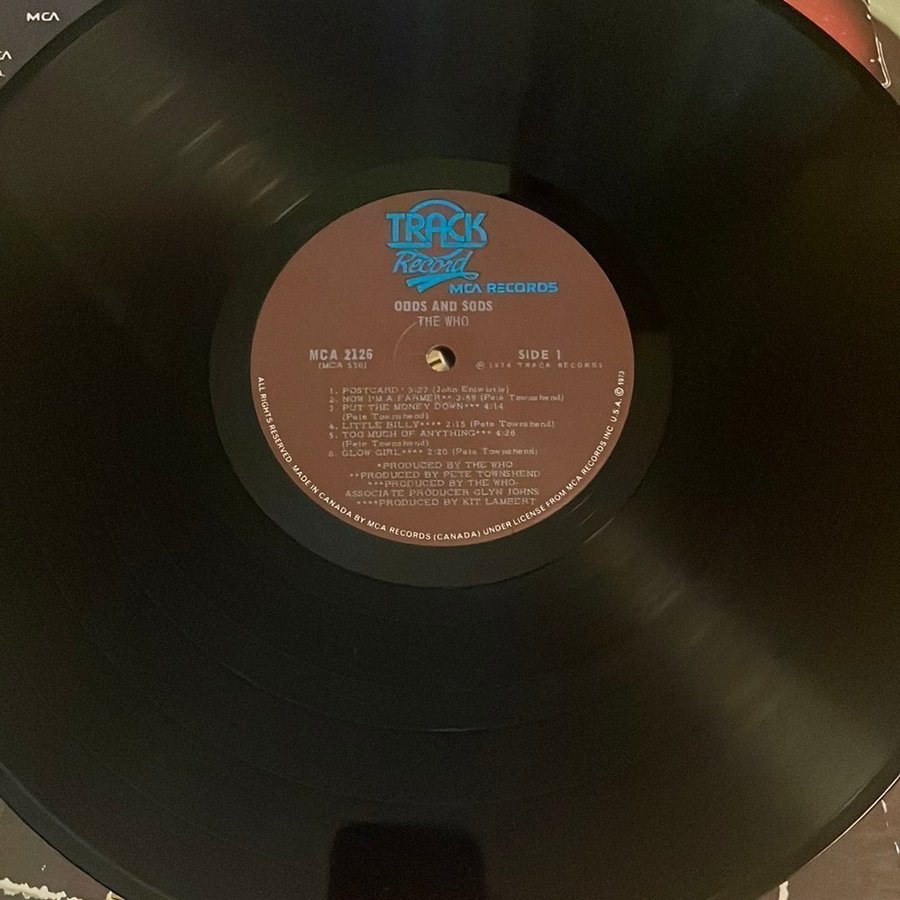 MCA
CA
TRACK
Record
MCA RECORDS
ODDS AND SODS
THE WHO
MCA 2126
SIDE 1
(MCA 550)
℗ 1974 TRACK RECORDS
1. POSTCARD* 3:27 (John Entwistle)
2. NOW I'M A FARMER** 3:59 (Pete Townshend)
3. PUT THE MONEY DOWN*** 4:14
(Pete Townshend)
4. LITTLE BILLY**** 2:15 (Pete Townshend)
5. TOO MUCH OF ANYTHING*** 4:26
(Pete Townshend)
6. GLOW GIRL**** 2:20 (Pete Townshend)
*PRODUCED BY THE WHO
**PRODUCED BY PETE TOWNSHEND
***PRODUCED BY THE WHO-
ASSOCIATE PRODUCER GLYN JOHNS
****PRODUCED BY KIT LAMBERT
ALL RIGHTS RESERVED. MADE IN CANADA BY MCA RECORDS (CANADA) UNDER LICENSE FROM MCA RECORDS INC U.S.A. © 1973